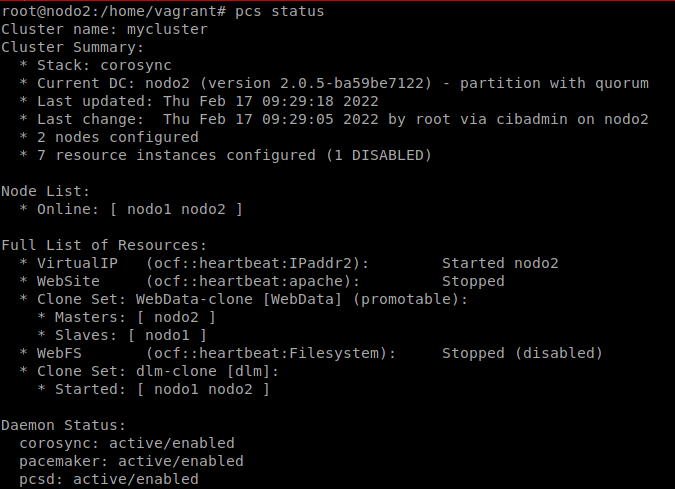 root@nodo2:/home/vagrant# pcs status
Cluster name: mycluster
Cluster Summary:
  * Stack: corosync
  * Current DC: nodo2 (version 2.0.5-ba59be7122) - partition with quorum
  * Last updated: Thu Feb 17 09:29:18 2022
  * Last change:  Thu Feb 17 09:29:05 2022 by root via cibadmin on nodo2
  * 2 nodes configured
  * 7 resource instances configured (1 DISABLED)

Node List:
  * Online: [ nodo1 nodo2 ]

Full List of Resources:
  * VirtualIP   (ocf::heartbeat:IPaddr2):        Started nodo2
  * WebSite     (ocf::heartbeat:apache):         Stopped
  * Clone Set: WebData-clone [WebData] (promotable):
    * Masters: [ nodo2 ]
    * Slaves: [ nodo1 ]
  * WebFS       (ocf::heartbeat:Filesystem):     Stopped (disabled)
  * Clone Set: dlm-clone [dlm]:
    * Started: [ nodo1 nodo2 ]

Daemon Status:
  corosync: active/enabled
  pacemaker: active/enabled
  pcsd: active/enabled